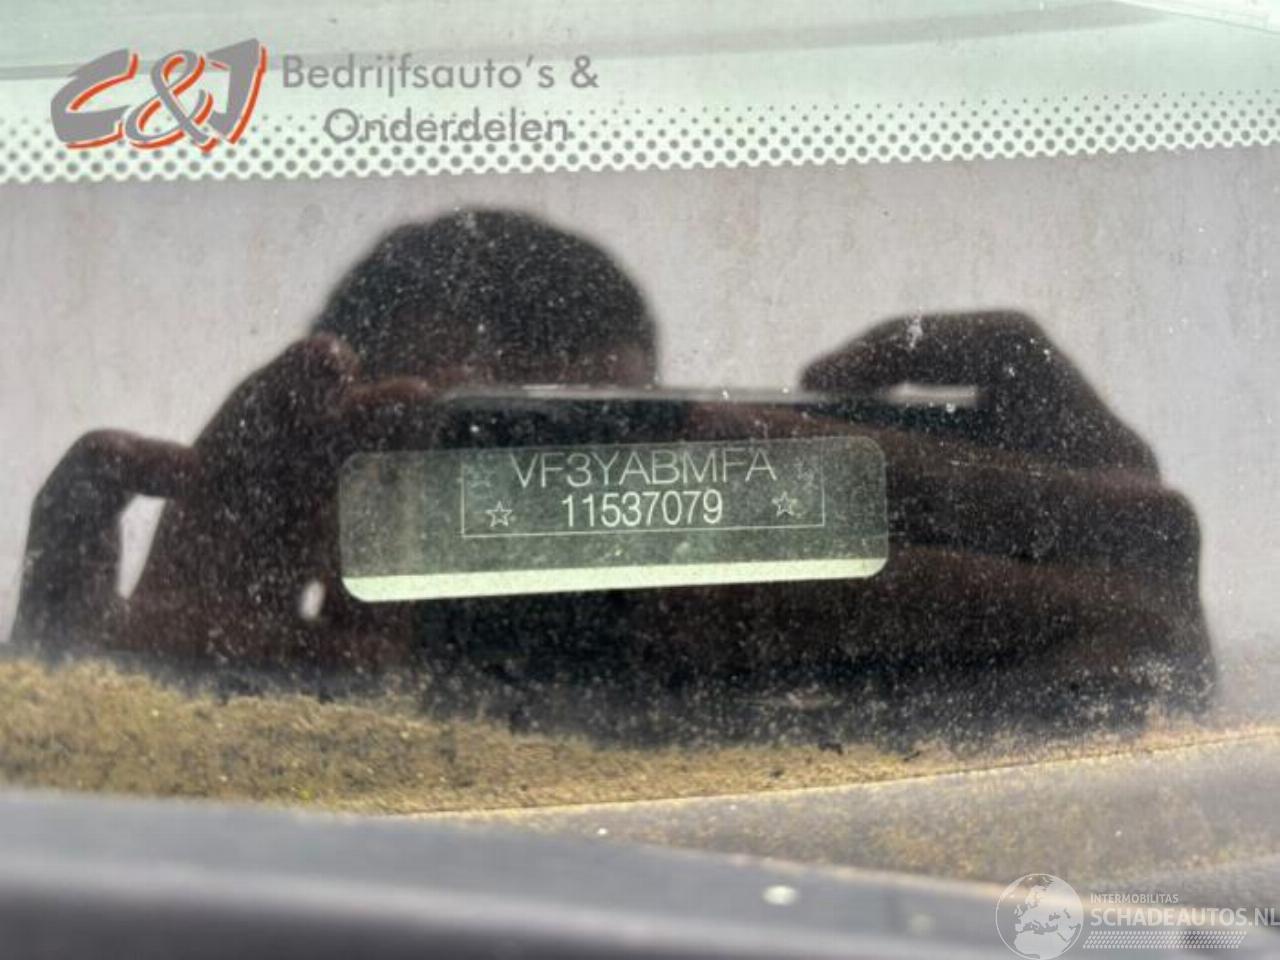 C&J Bedrijfsauto's &
Onderdelen
☆ VF3YABMFA ☆
☆ 11537079 ☆
INTERMOBILITAS
SCHADEAUTOS.NL